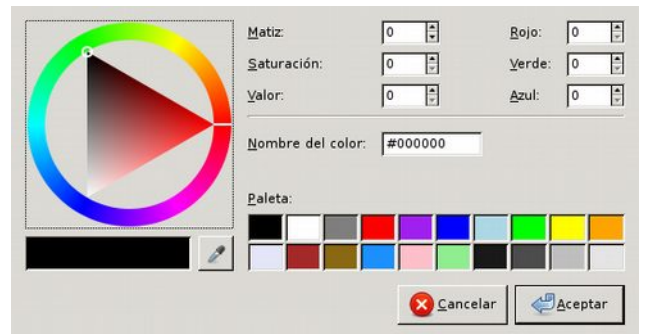 Matiz: 0 Rojo: 0
Saturación: 0 Verde: 0
Valor: 0 Azul: 0
Nombre del color: #000000
Paleta:
Cancelar Aceptar